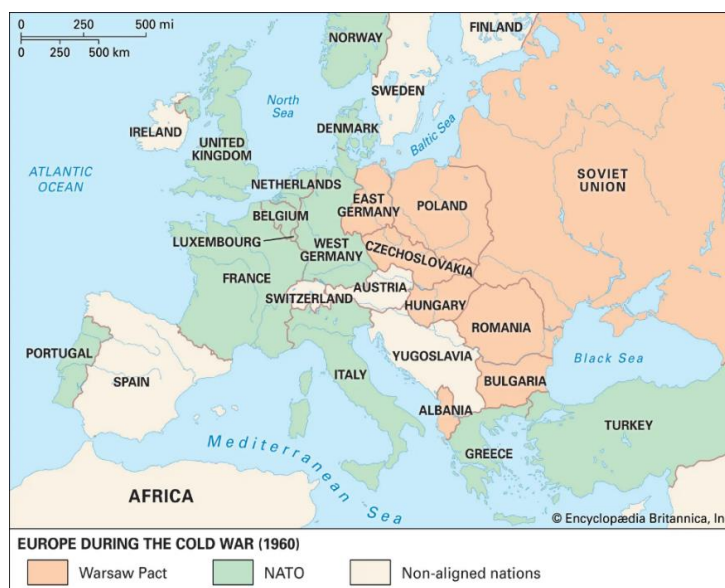 0 250 500 mi
0 250 500 km
NORWAY
FINLAND
SWEDEN
North
Sea
DENMARK
Baltic Sea
IRELAND
UNITED
KINGDOM
ATLANTIC
OCEAN
SOVIET
UNION
NETHERLANDS
EAST
GERMANY
POLAND
BELGIUM
LUXEMBOURG
WEST
GERMANY
CZECHOSLOVAKIA
FRANCE
AUSTRIA
SWITZERLAND
HUNGARY
ROMANIA
YUGOSLAVIA
Black Sea
PORTUGAL
SPAIN
ITALY
BULGARIA
ALBANIA
TURKEY
GREECE
Mediterranean Sea
AFRICA
© Encyclopædia Britannica, In
EUROPE DURING THE COLD WAR (1960)
Warsaw Pact
NATO
Non-aligned nations